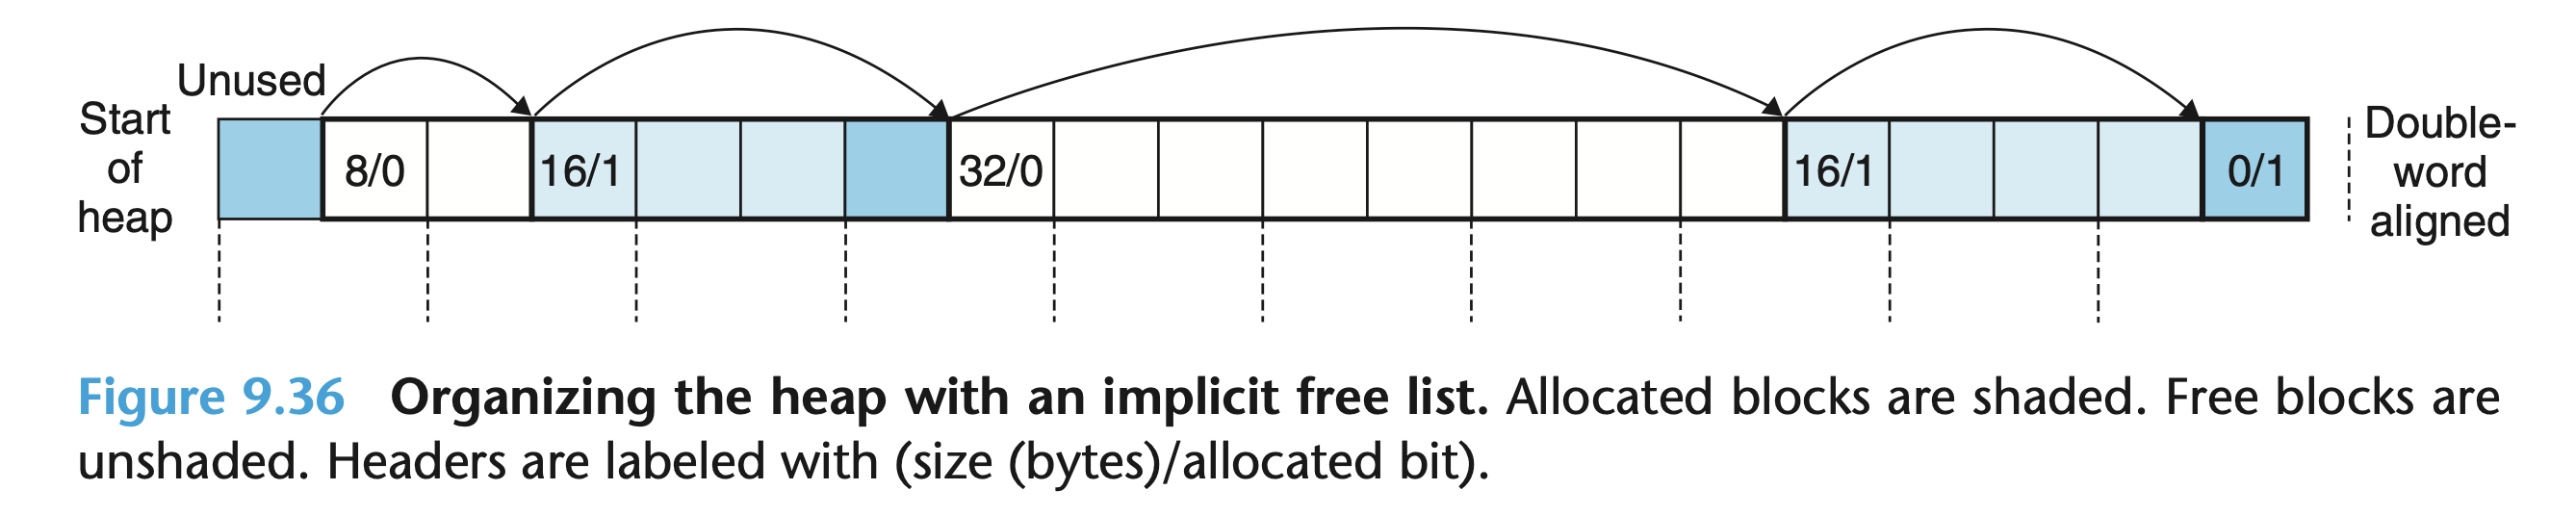 Unused
Start
of
heap
8/0
16/1
32/0
16/1
0/1
Double-
word
aligned
Figure 9.36 Organizing the heap with an implicit free list. Allocated blocks are shaded. Free blocks are
unshaded. Headers are labeled with (size (bytes)/allocated bit).